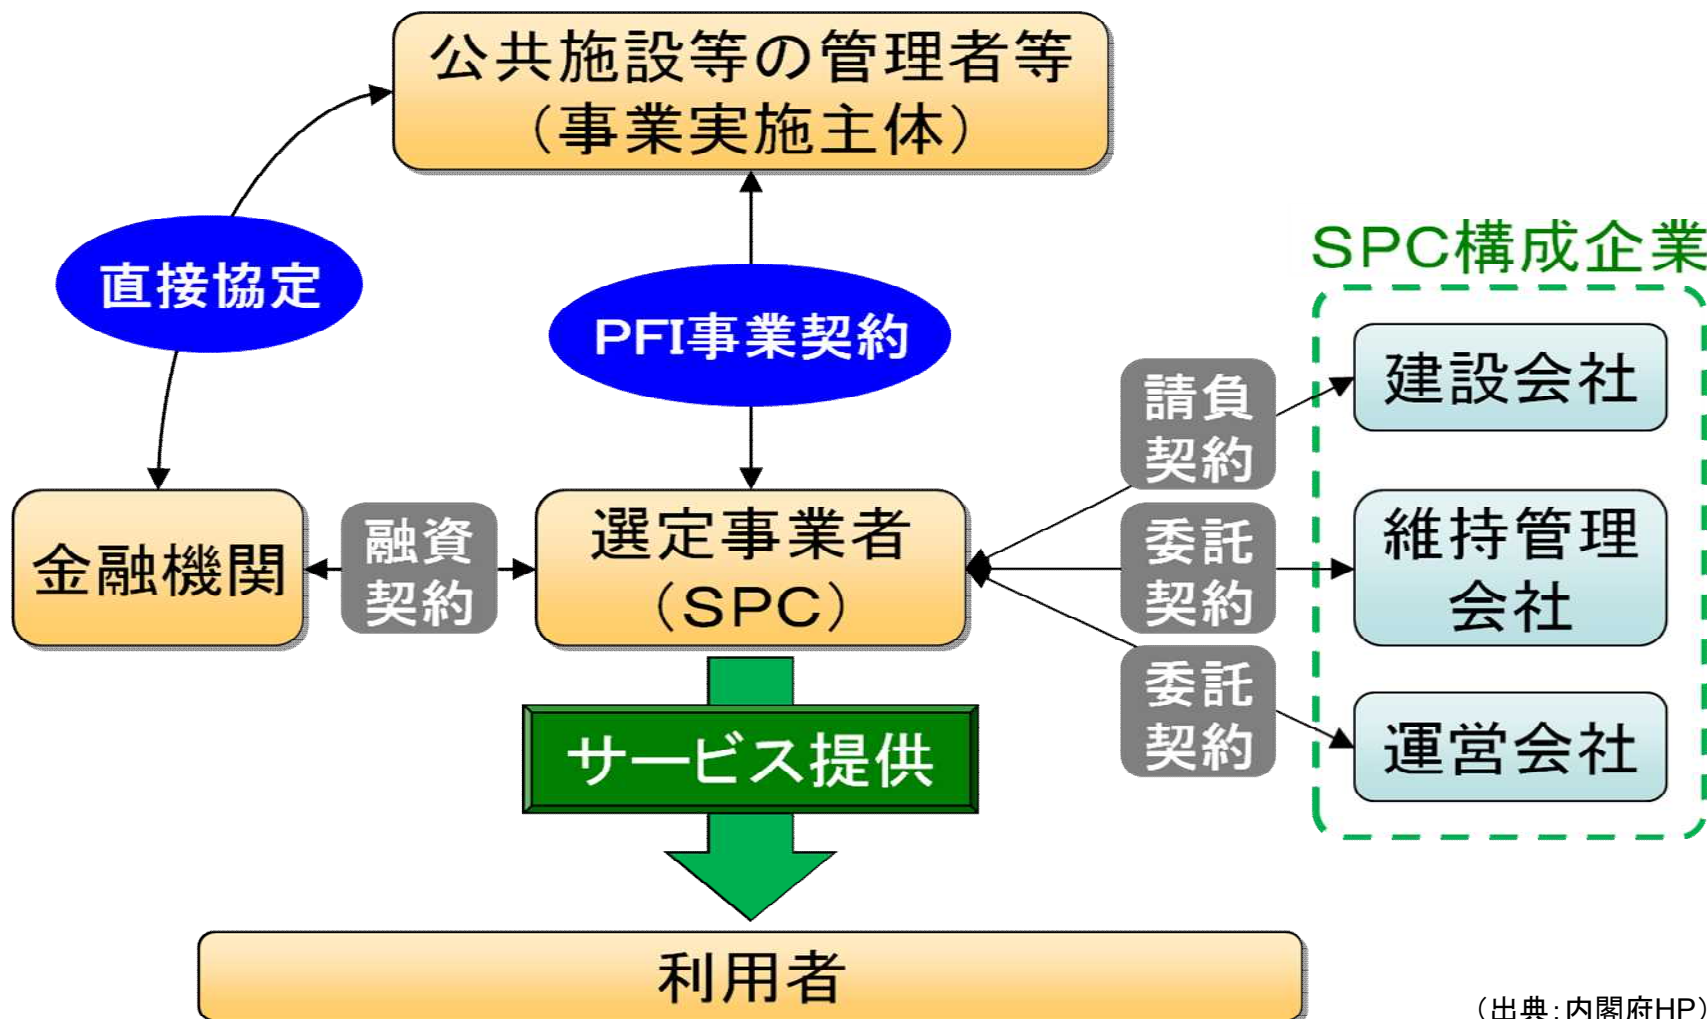 公共施設等の管理者等
（事業実施主体）
直接協定
PFI事業契約
SPC構成企業
建設会社
請負
契約
金融機関
融資
契約
選定事業者
（SPC）
委託
契約
維持管理
会社
委託
契約
運営会社
サービス提供
利用者
（出典：内閣府HP）